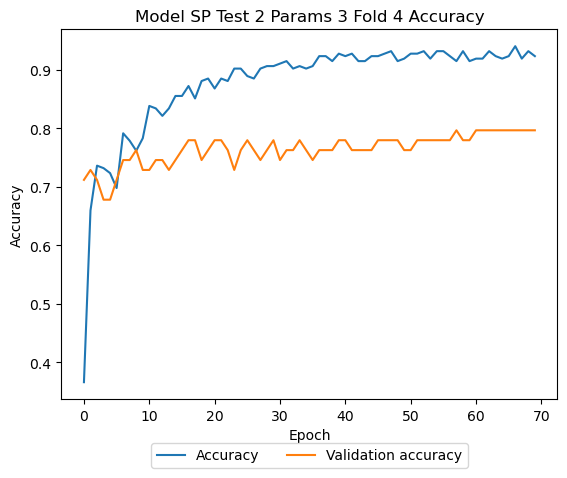 Model SP Test 2 Params 3 Fold 4 Accuracy
Accuracy
0.9
0.8
0.7
0.6
0.5
0.4
0 10 20 30 40 50 60 70
Epoch
Accuracy Validation accuracy